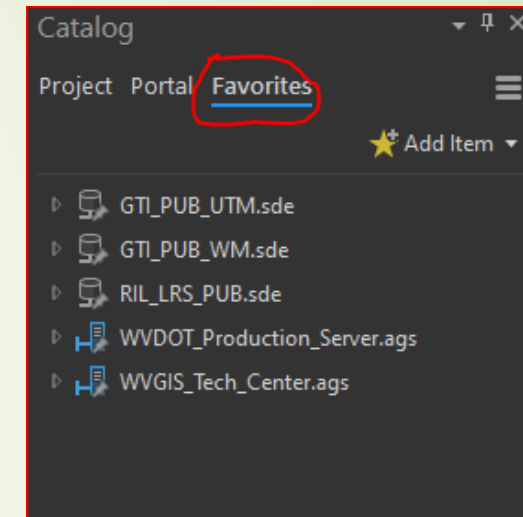 Catalog
Project Portal Favorites
Add Item
GTI_PUB_UTM.sde
GTI_PUB_WM.sde
RIL_LRS_PUB.sde
WVDOT_Production_Server.ags
WVGIS_Tech_Center.ags